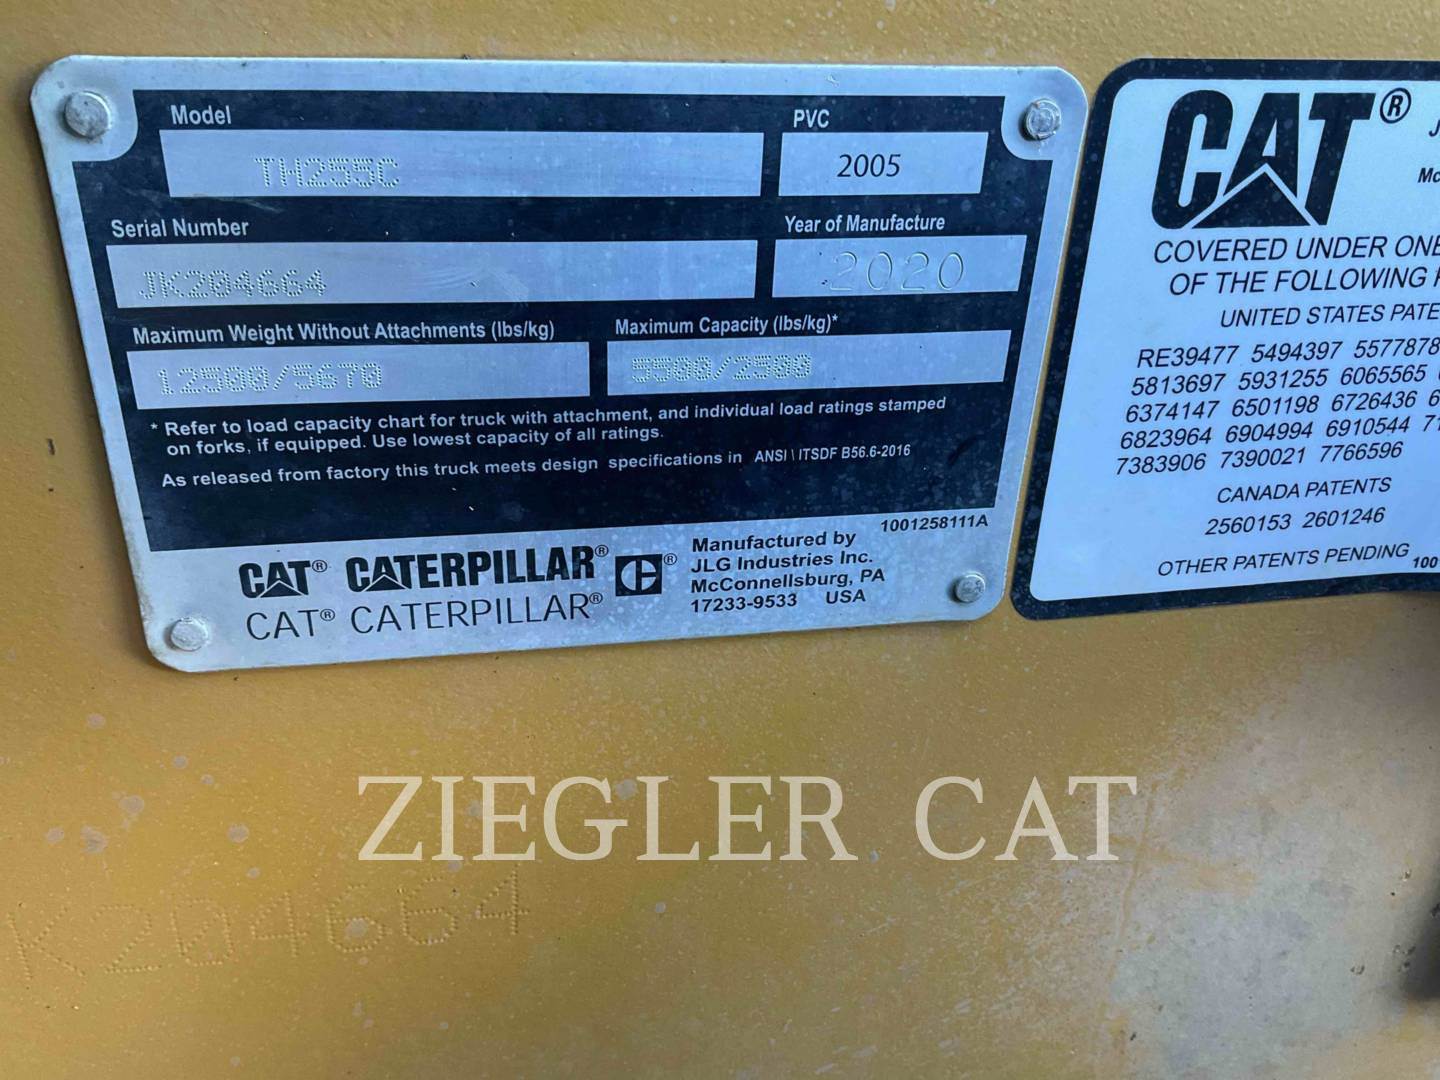 Model
PVC
TH255C
2005
Serial Number
Year of Manufacture
JK204664
2020
Maximum Weight Without Attachments (lbs/kg)
Maximum Capacity (lbs/kg)*
12500/5670
5500/2500
* Refer to load capacity chart for truck with attachment, and individual load ratings stamped
on forks, if equipped. Use lowest capacity of all ratings.
As released from factory this truck meets design specifications in ANSI \ ITSDF B56.6-2016
1001258111A
CAT® CATERPILLAR® ®
CAT® CATERPILLAR®
Manufactured by
JLG Industries Inc.
McConnellsburg, PA
17233-9533 USA
CAT®
COVERED UNDER ONE
OF THE FOLLOWING
UNITED STATES PATE
RE39477 5494397 5577878
5813697 5931255 6065565
6374147 6501198 6726436 6
6823964 6904994 6910544 71
7383906 7390021 7766596
CANADA PATENTS
2560153 2601246
OTHER PATENTS PENDING
100
J
Mc
ZIEGLER CAT
K204664